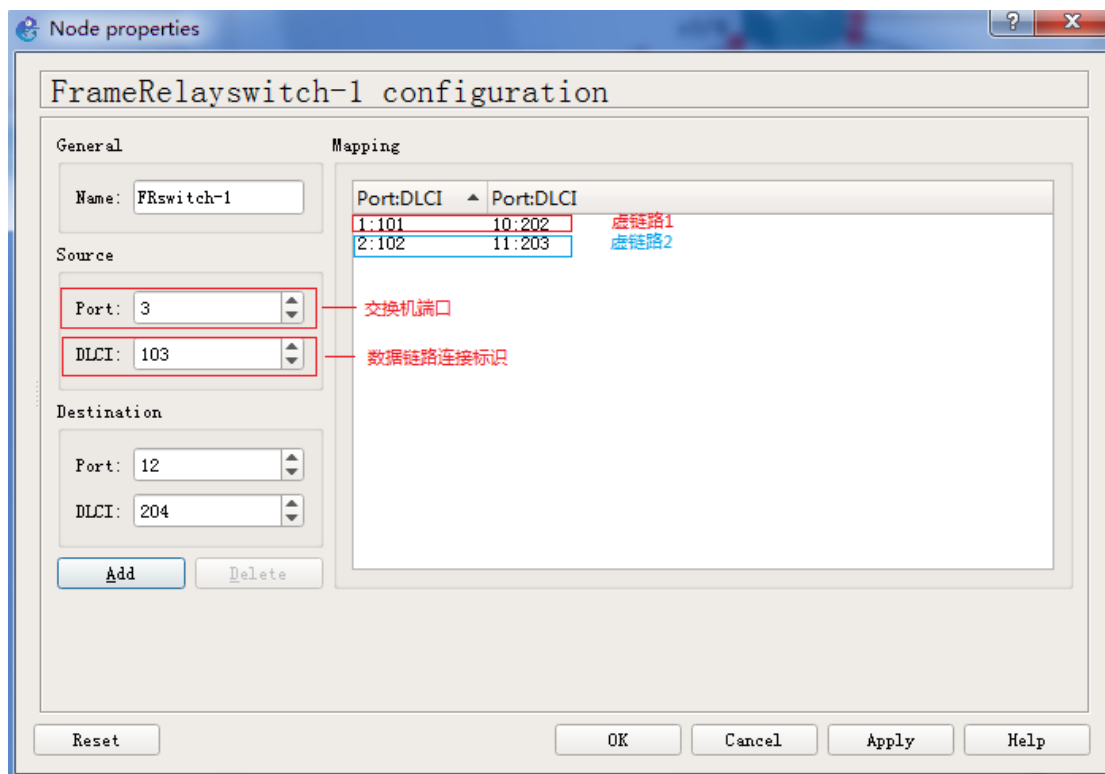 Node properties
?
X
FrameRelayswitch-1 configuration
General
Name: FRswitch-1
Source
Port: 3
DLCI: 103
Destination
Port: 12
DLCI: 204
Add
Delete
Mapping
Port:DLCI Port:DLCI
1:101 10:202 虚链路1
2:102 11:203 虚链路2
交换机端口
数据链路连接标识
Reset
OK
Cancel
Apply
Help